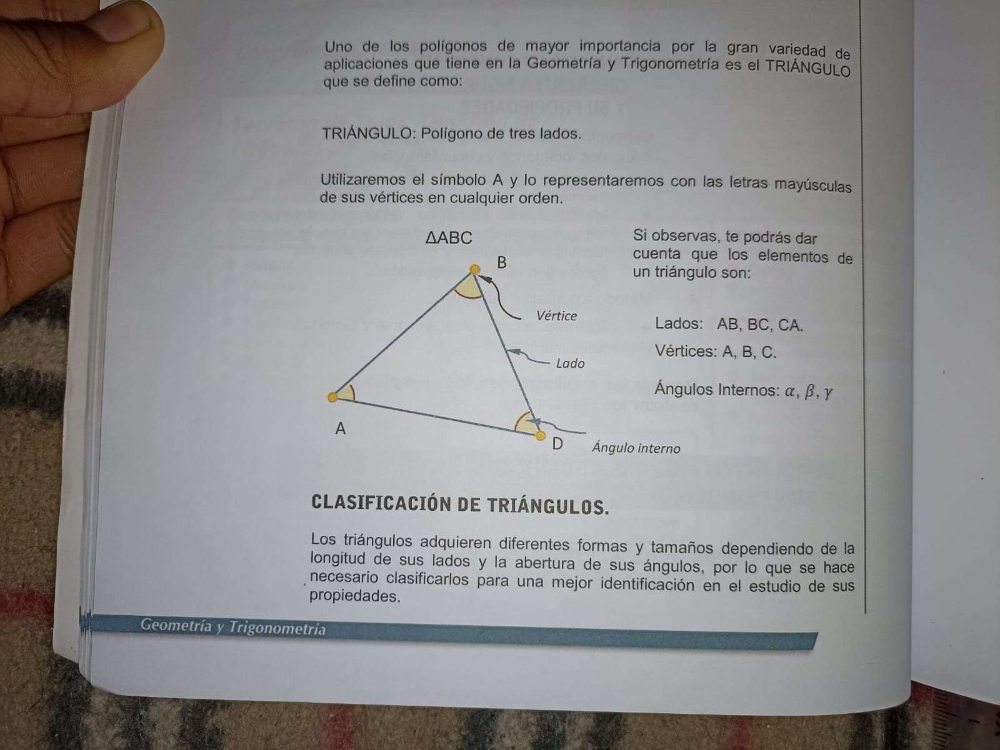 Uno de los polígonos de mayor importancia por la gran variedad de
aplicaciones que tiene en la Geometría y Trigonometría es el TRIÁNGULO
que se define como:
TRIÁNGULO: Polígono de tres lados.
Utilizaremos el símbolo A y lo representaremos con las letras mayúsculas
de sus vértices en cualquier orden.
ΔABC
B
Vértice
Lado
A
D
Ángulo interno
Si observas, te podrás dar
cuenta que los elementos de
un triángulo son:
Lados: AB, BC, CA.
Vértices: A, B, C.
Ángulos Internos: α, β, γ
CLASIFICACIÓN DE TRIÁNGULOS.
Los triángulos adquieren diferentes formas y tamaños dependiendo de la
longitud de sus lados y la abertura de sus ángulos, por lo que se hace
necesario clasificarlos para una mejor identificación en el estudio de sus
propiedades.
Geometría y Trigonometría
1